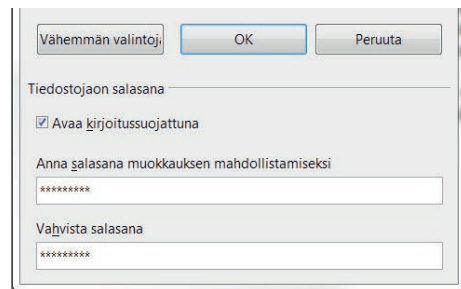 Vähemmän valintoj
OK
Peruuta
Tiedostojaon salasana
Avaa kirjoitussuojattuna
Anna salasana muokkauksen mahdollistamiseksi
*********
Vahvista salasana
*********